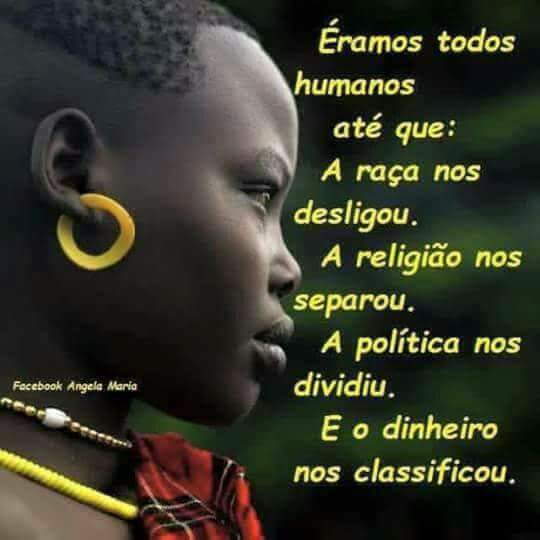 Éramos todos
humanos
até que:
A raça nos
desligou.
A religião nos
separou.
A política nos
dividiu.
E o dinheiro
nos classificou.
Facebook Angela Maria